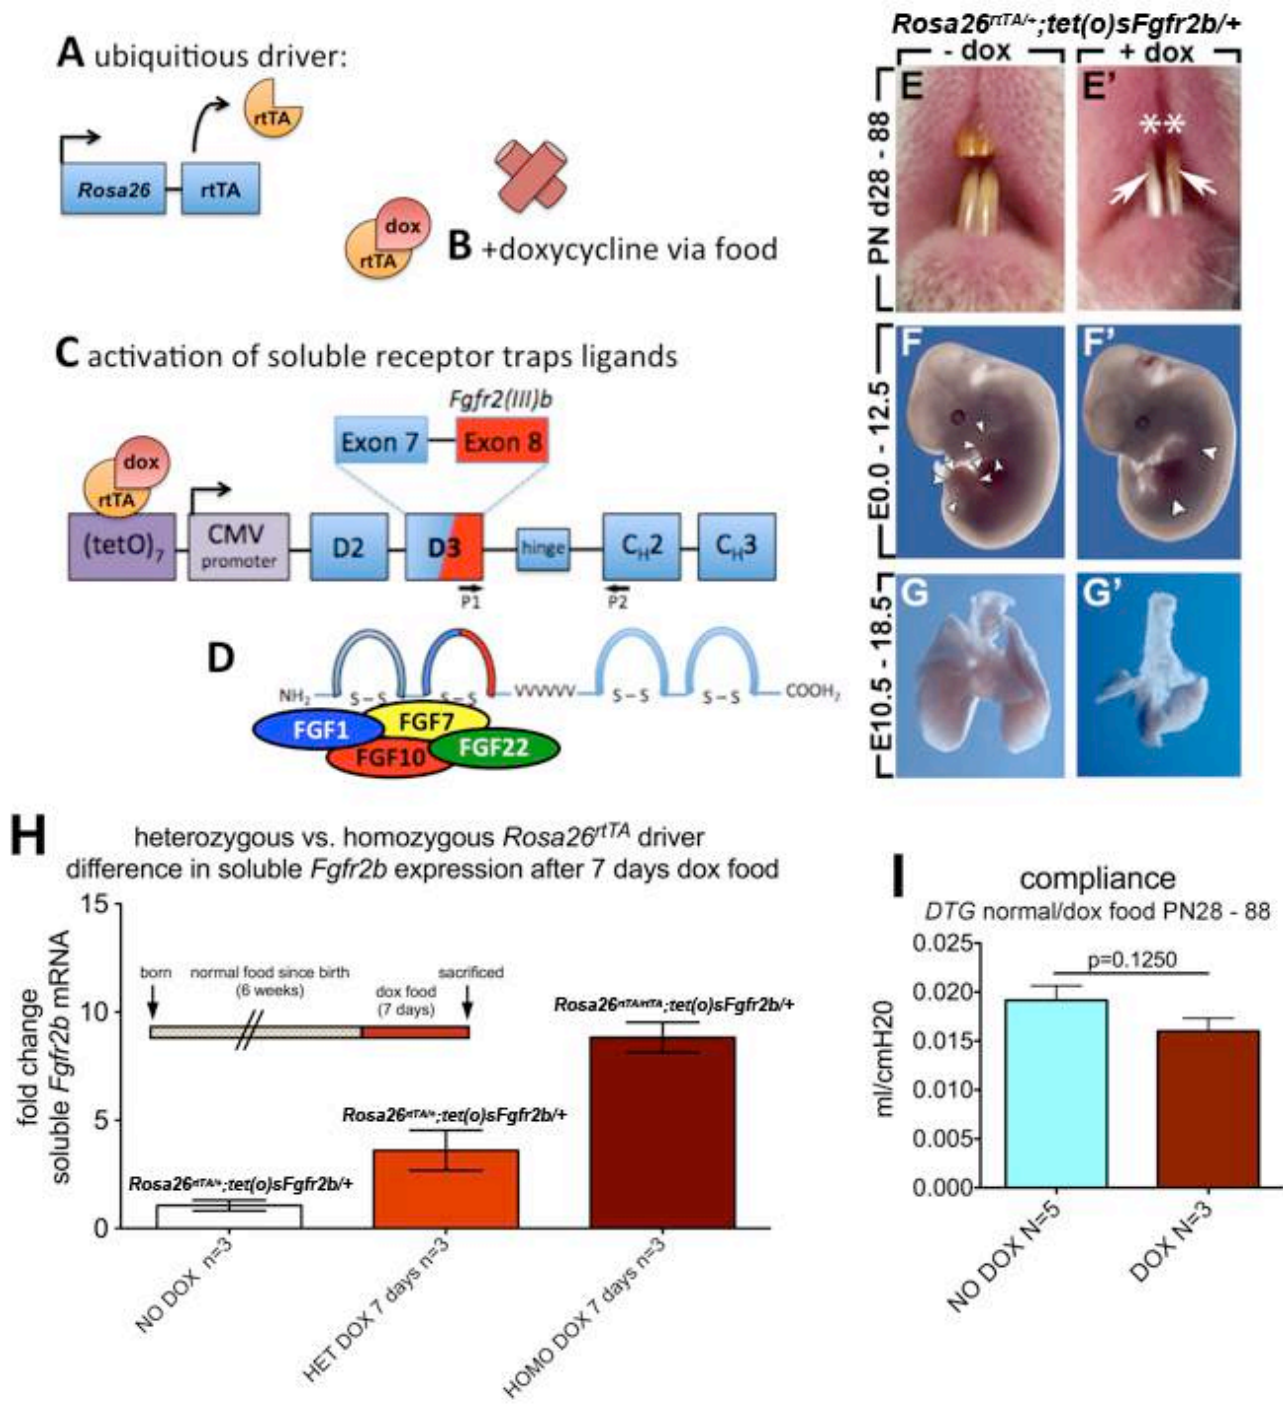 A ubiquitious driver:
rtTA
Rosa26
rtTA
dox
rtTA
B +doxycycline via food
C activation of soluble receptor traps ligands
Fgfr2(III)b
Exon 7
Exon 8
dox
rtTA
(tetO)7
CMV
promoter
D2
D3
hinge
CH2
CH3
P1
P2
D
NH2
S – S
S – S
VVVVVV
S – S
S – S
COOH2
FGF1
FGF7
FGF10
FGF22
Rosa26rtTA/+;tet(o)sFgfr2b/+
- dox
+ dox
PN d28 - 88
E
E'
**
E0.0 - 12.5
F
F'
E10.5 - 18.5
G
G'
H
heterozygous vs. homozygous Rosa26rtTA driver
difference in soluble Fgfr2b expression after 7 days dox food
fold change
soluble Fgfr2b mRNA
15
10
5
0
born
normal food since birth
(6 weeks)
dox food
(7 days)
sacrificed
Rosa26rtTA/+;tet(o)sFgfr2b/+
Rosa26rtTA/+;tet(o)sFgfr2b/+
Rosa26rtTA/rtTA;tet(o)sFgfr2b/+
NO DOX n=3
HET DOX 7 days n=3
HOMO DOX 7 days n=3
I
compliance
DTG normal/dox food PN28 - 88
ml/cmH20
0.025
0.020
0.015
0.010
0.005
0.000
p=0.1250
NO DOX N=5
DOX N=3